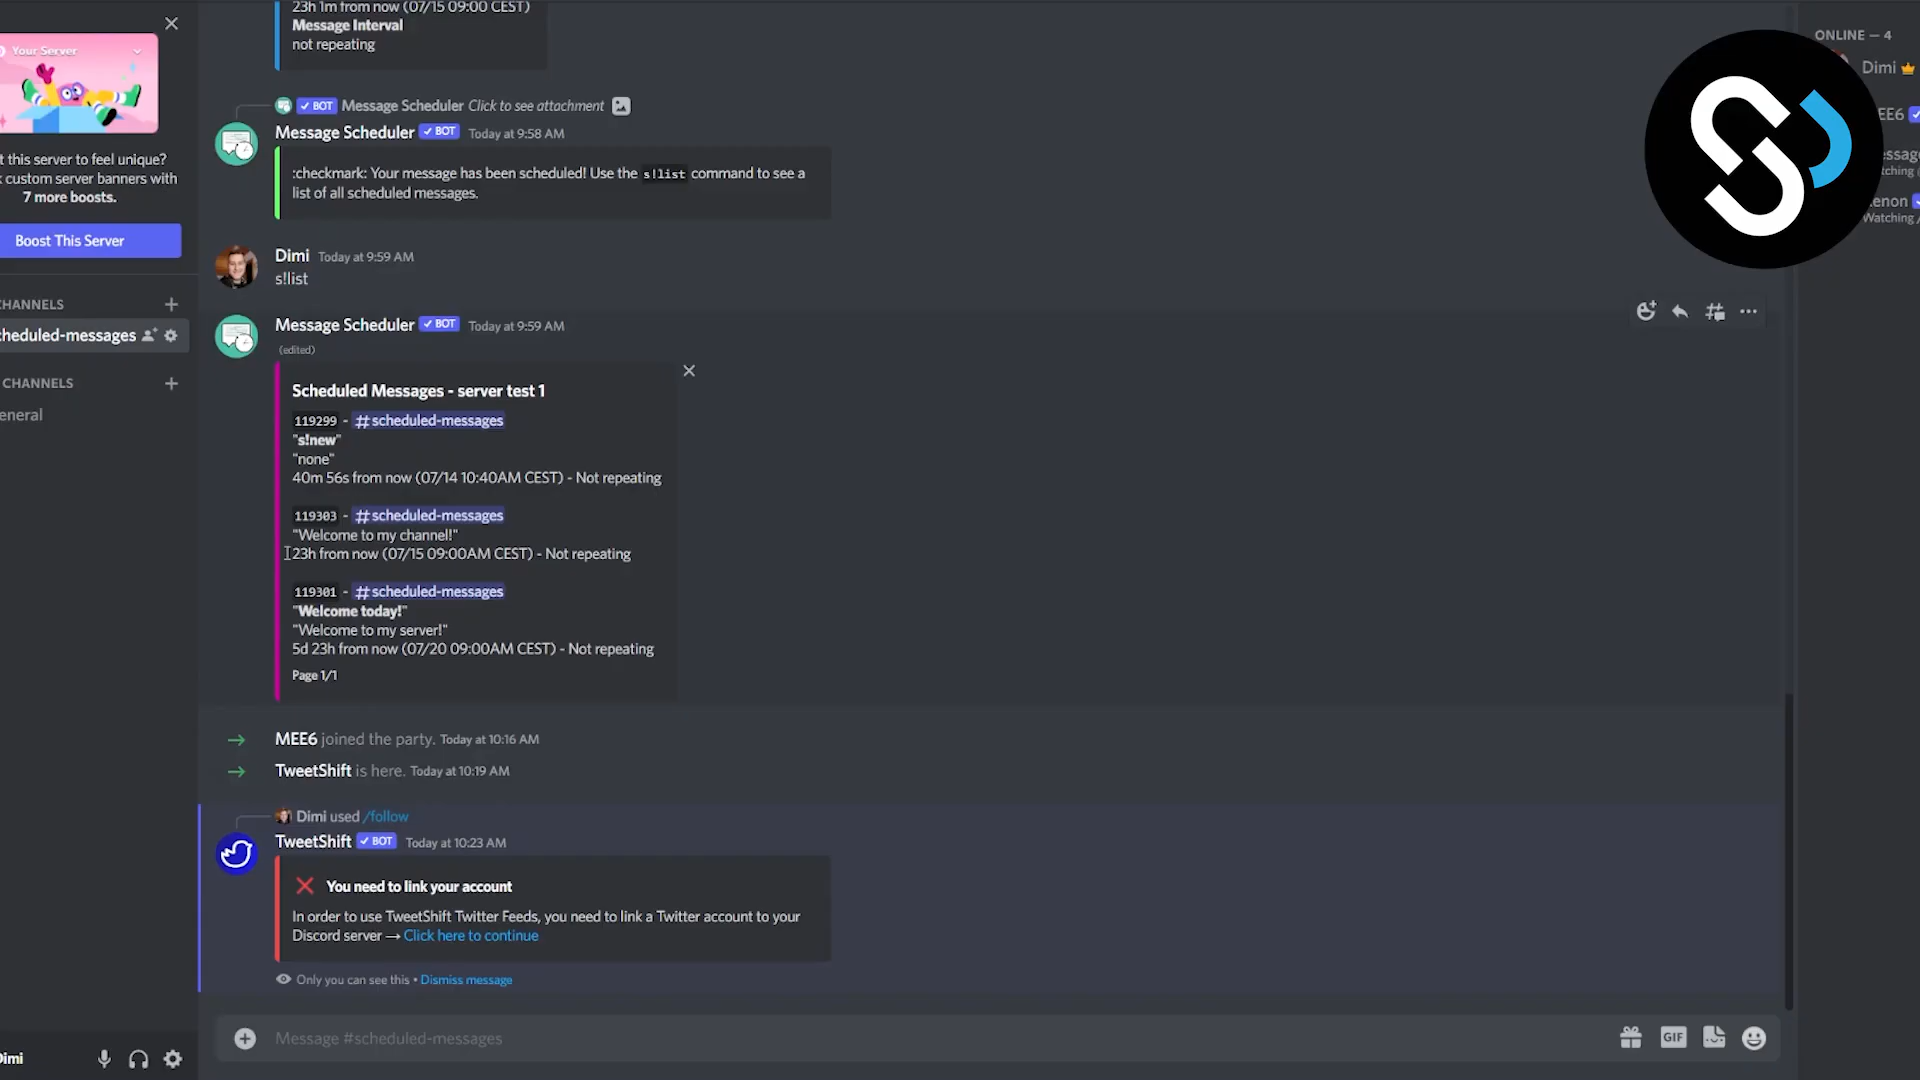 Your Server
t this server to feel unique?
custom server banners with
7 more boosts.
Boost This Server
CHANNELS
cheduled-messages
CHANNELS
eneral
Dimi
23h 1m from now (07/15 09:00 CEST)
Message Interval
not repeating
BOT Message Scheduler Click to see attachment
Message Scheduler BOT Today at 9:58 AM
:checkmark: Your message has been scheduled! Use the s!list command to see a
list of all scheduled messages.
Dimi Today at 9:59 AM
s!list
Message Scheduler BOT Today at 9:59 AM
(edited)
Scheduled Messages - server test 1
119299 - #scheduled-messages
"s!new"
"none"
40m 56s from now (07/14 10:40AM CEST) - Not repeating
119303 - #scheduled-messages
"Welcome to my channel!"
23h from now (07/15 09:00AM CEST) - Not repeating
119301 - #scheduled-messages
"Welcome today!"
"Welcome to my server!"
5d 23h from now (07/20 09:00AM CEST) - Not repeating
Page 1/1
MEE6 joined the party. Today at 10:16 AM
TweetShift is here. Today at 10:19 AM
Dimi used /follow
TweetShift BOT Today at 10:23 AM
You need to link your account
In order to use TweetShift Twitter Feeds, you need to link a Twitter account to your
Discord server → Click here to continue
Only you can see this • Dismiss message
Message #scheduled-messages
GIF
ONLINE — 4
Dimi
EE6
essage
tching
enon
Watching /